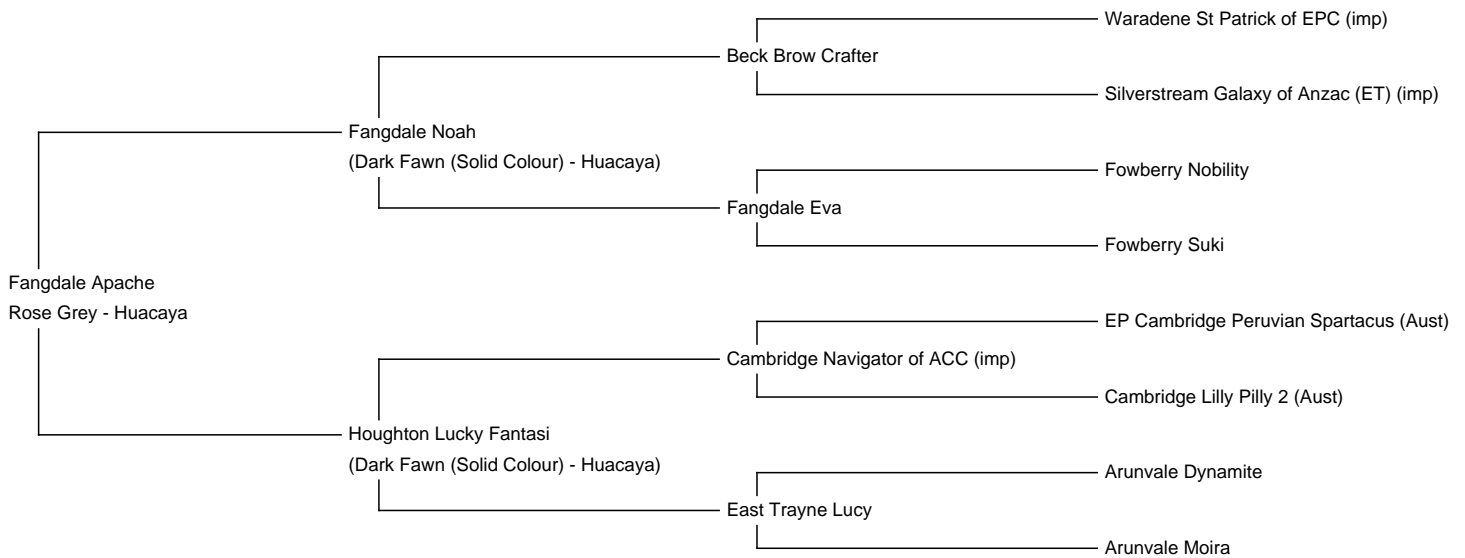 Waradene St Patrick of EPC (imp)
Beck Brow Crafter
Silverstream Galaxy of Anzac (ET) (imp)
Fangdale Noah
(Dark Fawn (Solid Colour) - Huacaya)
Fowberry Nobility
Fangdale Eva
Fowberry Suki
Fangdale Apache
Rose Grey - Huacaya
EP Cambridge Peruvian Spartacus (Aust)
Cambridge Navigator of ACC (imp)
Cambridge Lilly Pilly 2 (Aust)
Houghton Lucky Fantasi
(Dark Fawn (Solid Colour) - Huacaya)
Arunvale Dynamite
East Trayne Lucy
Arunvale Moira